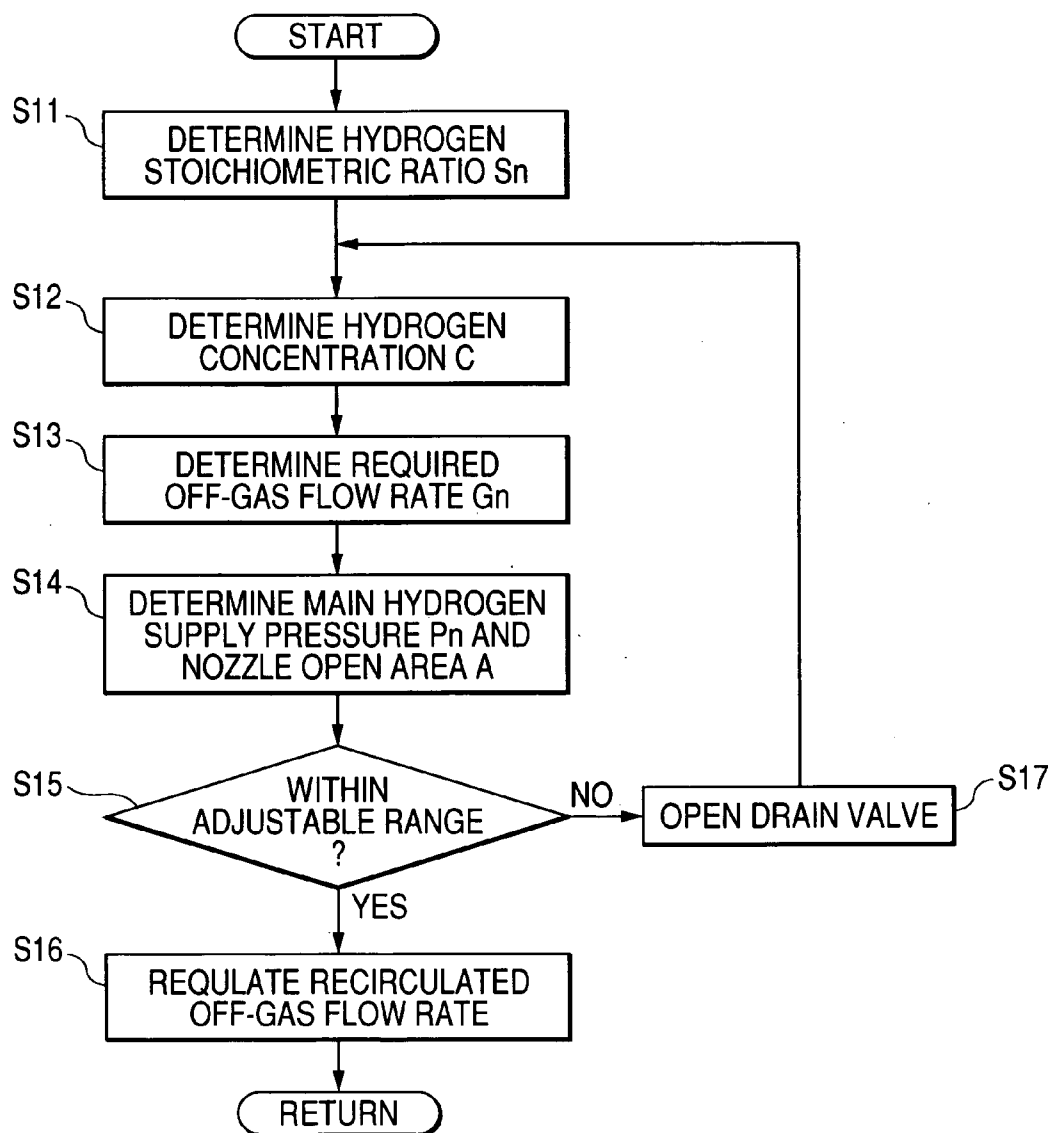 START
S11
DETERMINE HYDROGEN
STOICHIOMETRIC RATIO Sn
S12
DETERMINE HYDROGEN
CONCENTRATION C
S13
DETERMINE REQUIRED
OFF-GAS FLOW RATE Gn
S14
DETERMINE MAIN HYDROGEN
SUPPLY PRESSURE Pn AND
NOZZLE OPEN AREA A
S15
WITHIN
ADJUSTABLE RANGE
?
NO
S17
OPEN DRAIN VALVE
YES
S16
REQULATE RECIRCULATED
OFF-GAS FLOW RATE
RETURN